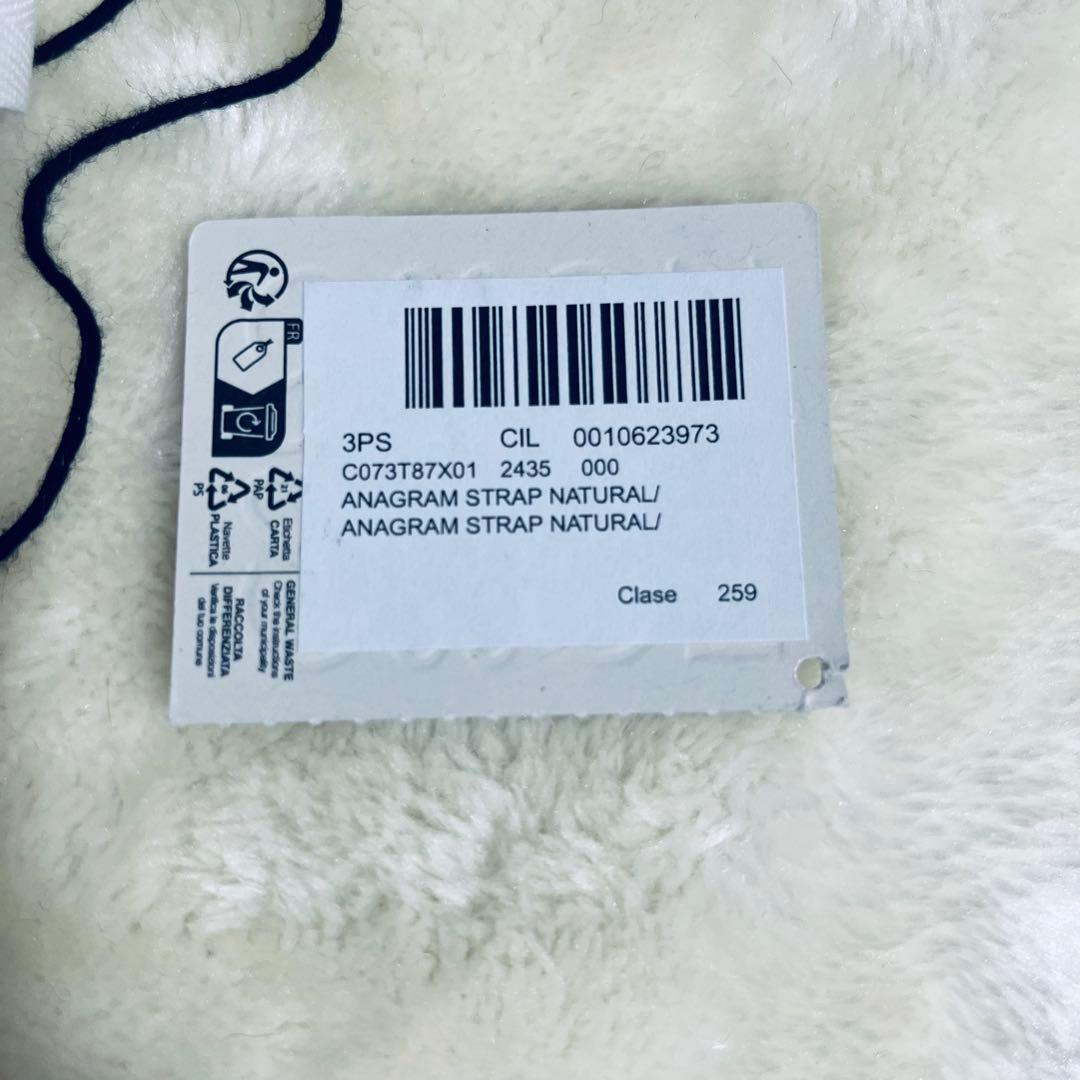 3PS CIL 0010623973
C073T87X01 2435 000
ANAGRAM STRAP NATURAL/
ANAGRAM STRAP NATURAL/
Clase 259
FR
21
PAP
Etichetta
CARTA
PS
Navette
PLASTICA
GENERAL WASTE
Check the instructions
of your municipality
RACCOLTA
DIFFERENZIATA
Verifica le disposizioni
del tuo comune